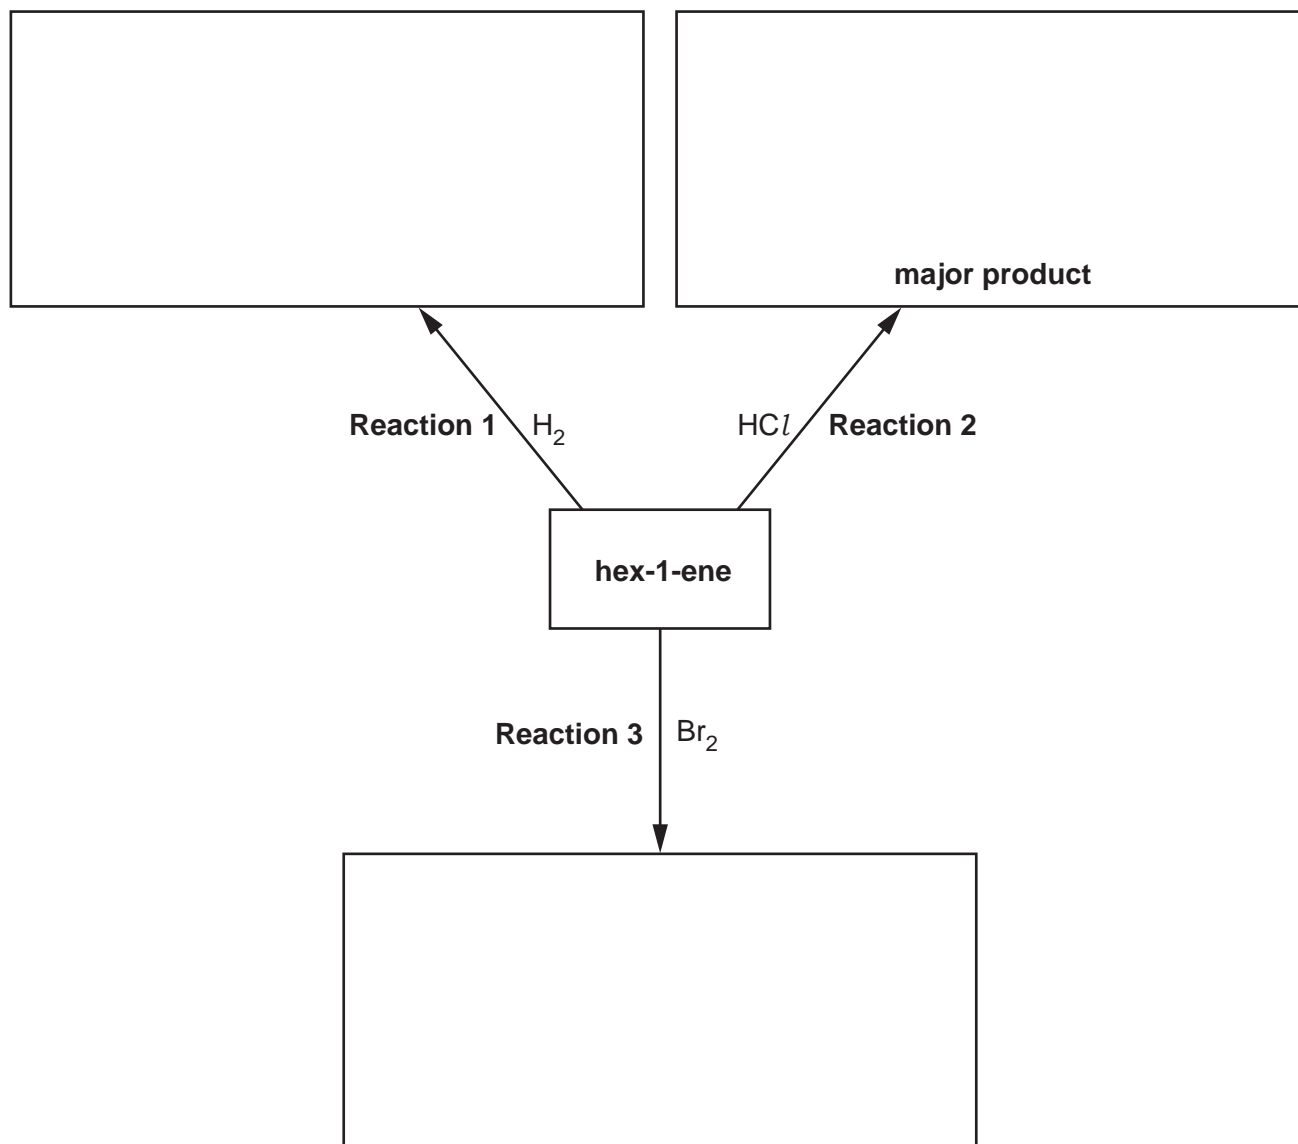 major product
Reaction 1 H₂ HCl Reaction 2
hex-1-ene
Reaction 3 Br₂